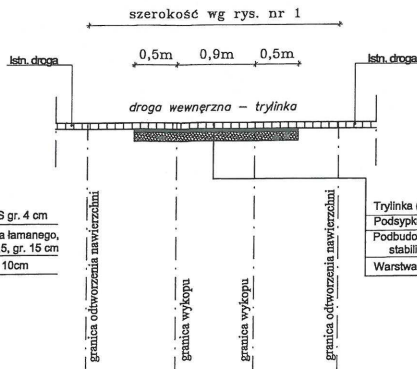 szerokość wg rys. nr 1
Istn. droga
0,5m 0,9m 0,5m
Istn. droga
droga wewnęrzna – trylinka
granica odtworzenia nawierzchni
granica wykopu
granica wykopu
granica odtworzenia nawierzchni
S gr. 4 cm
a łamanego,
5, gr. 15 cm
10cm
Trylinka
Podsypk
Podbudo
stabili
Warstwa